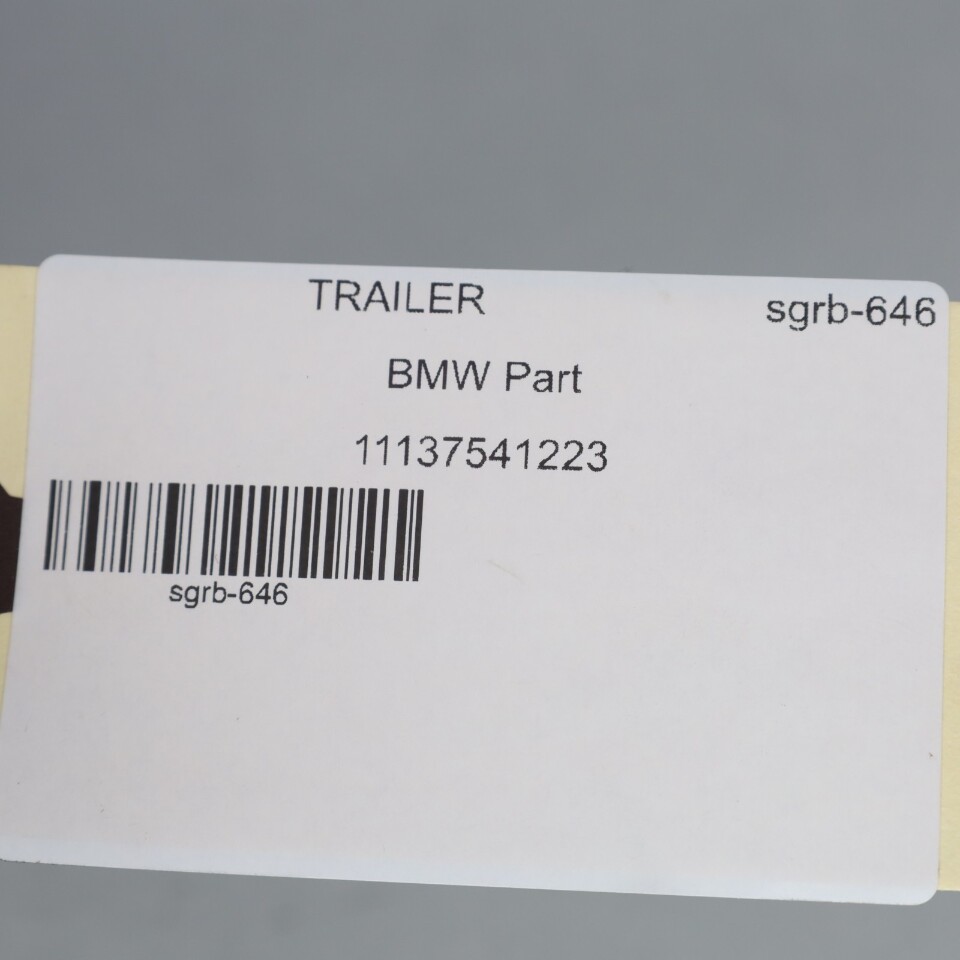 TRAILER sgrb-646
BMW Part
11137541223
sgrb-646